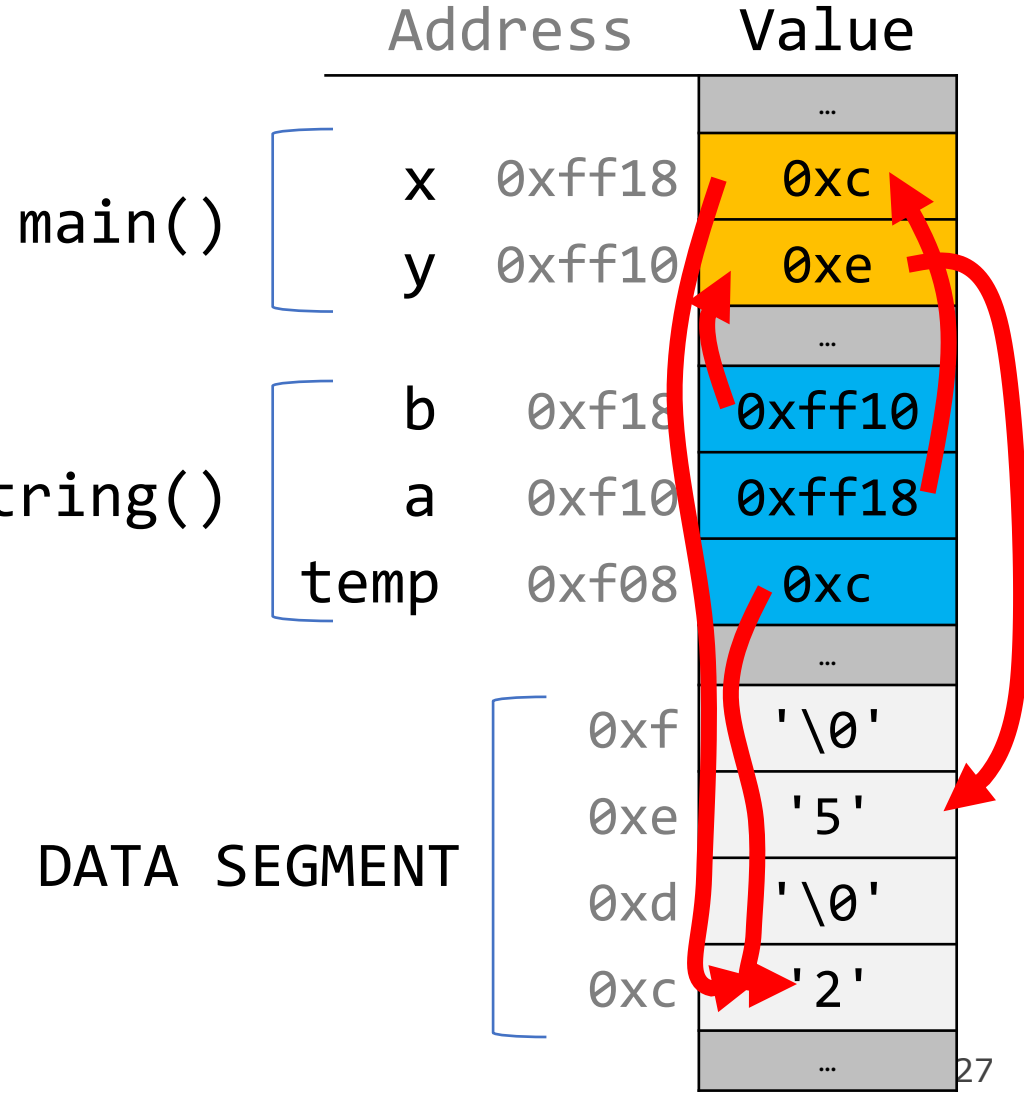 Address Value
…
x 0xff18 0xc
main()
y 0xff10 0xe
…
b 0xf18 0xff10
tring() a 0xf10 0xff18
temp 0xf08 0xc
…
0xf '\0'
0xe '5'
DATA SEGMENT
0xd '\0'
0xc '2'
… 27